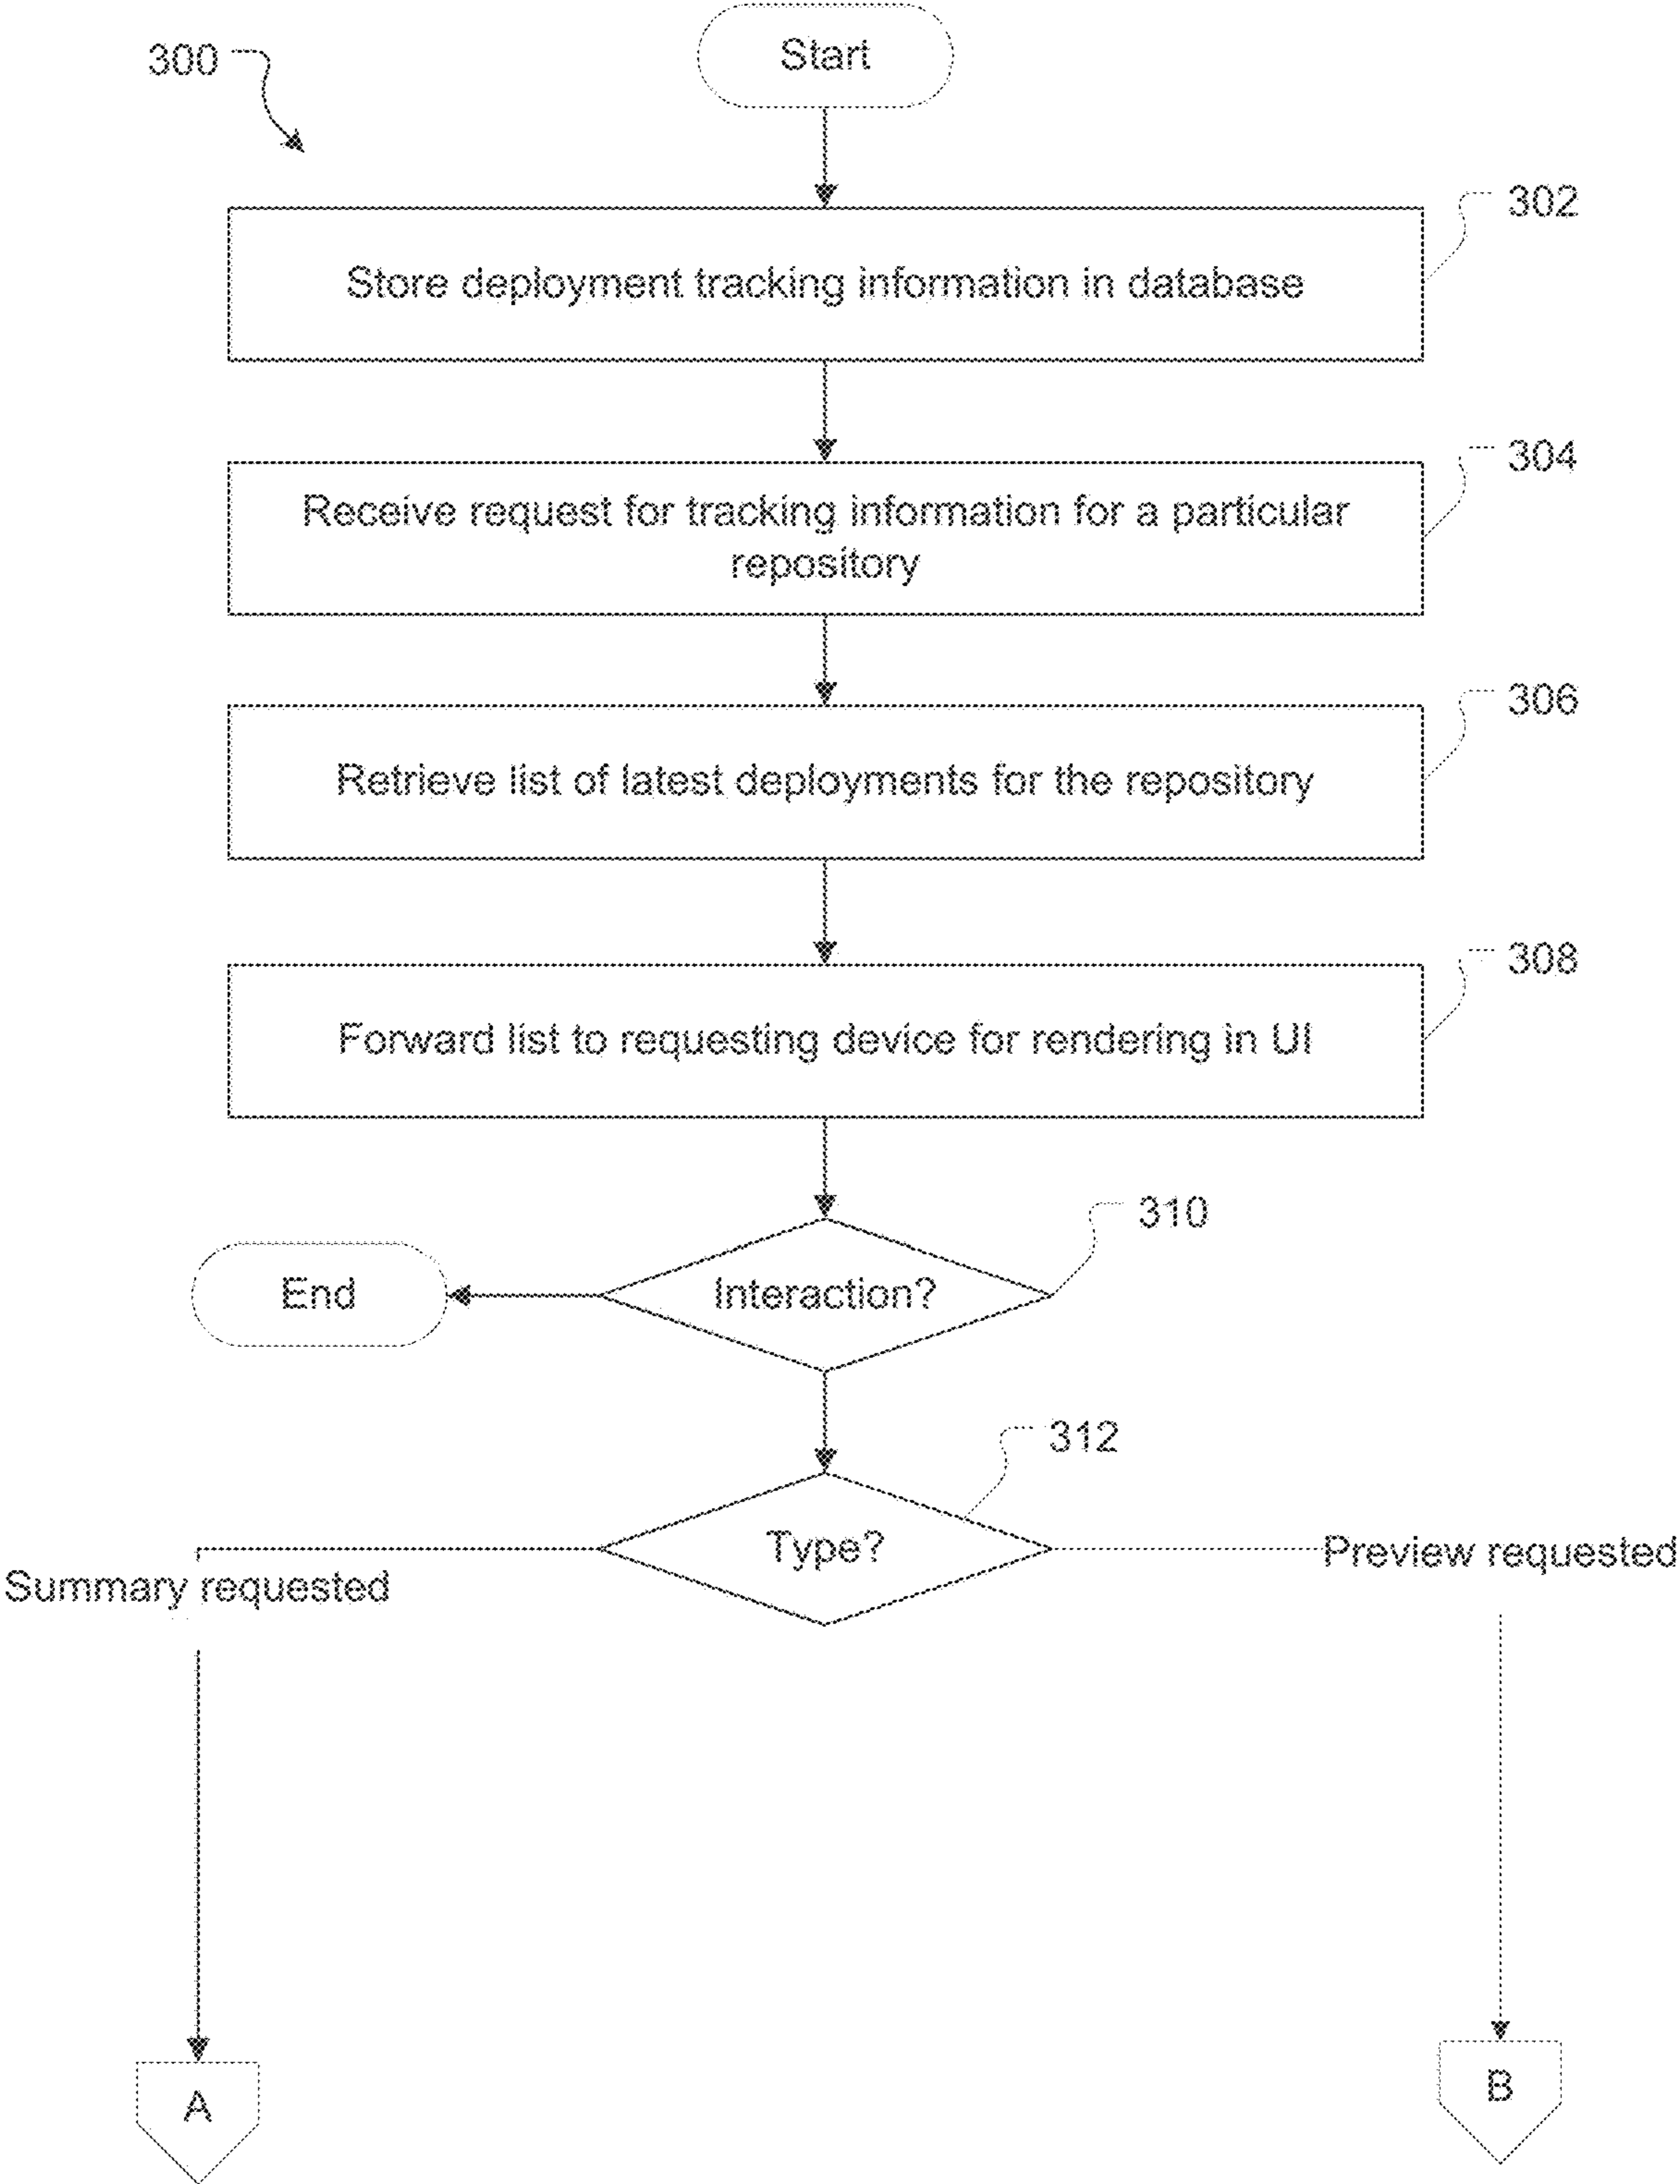 300
Start
302
Store deployment tracking information in database
304
Receive request for tracking information for a particular
repository
306
Retrieve list of latest deployments for the repository
308
Forward list to requesting device for rendering in UI
310
Interaction?
End
312
Type?
Summary requested
Preview requested
A
B